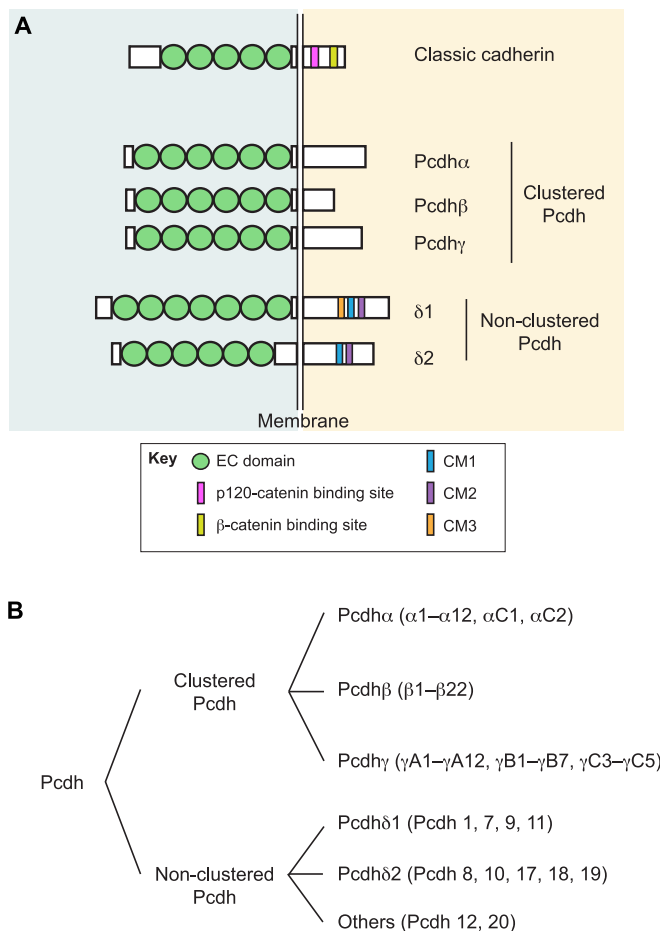 A
Classic cadherin
Pcdhα
Pcdhβ
Pcdhγ
Clustered
Pcdh
δ1
δ2
Non-clustered
Pcdh
Membrane
Key
EC domain
p120-catenin binding site
β-catenin binding site
CM1
CM2
CM3
B
Pcdh
Clustered
Pcdh
Pcdhα (α1–α12, αC1, αC2)
Pcdhβ (β1–β22)
Pcdhγ (γA1–γA12, γB1–γB7, γC3–γC5)
Non-clustered
Pcdh
Pcdhδ1 (Pcdh 1, 7, 9, 11)
Pcdhδ2 (Pcdh 8, 10, 17, 18, 19)
Others (Pcdh 12, 20)